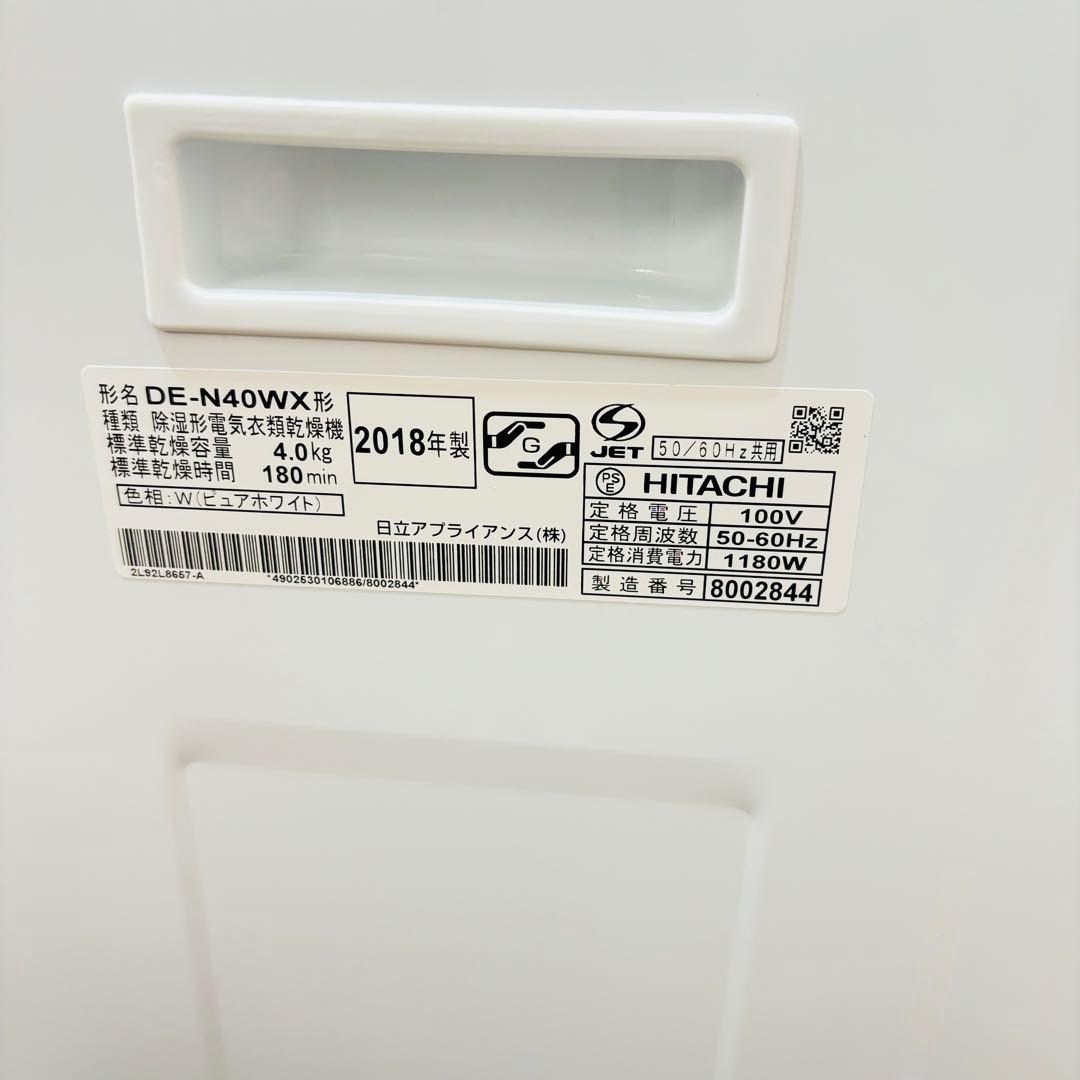 形名 DE-N40WX形
種類 除湿形電気衣類乾燥機
標準乾燥容量 4.0kg
標準乾燥時間 180min
色相:W(ピュアホワイト)
2018年製
G
JET
50/60Hz共用
日立アプライアンス(株)
2L92L8657-A
*4902530106886/8002844*
PS
E
HITACHI
定格電圧 100V
定格周波数 50-60Hz
定格消費電力 1180W
製造番号 8002844